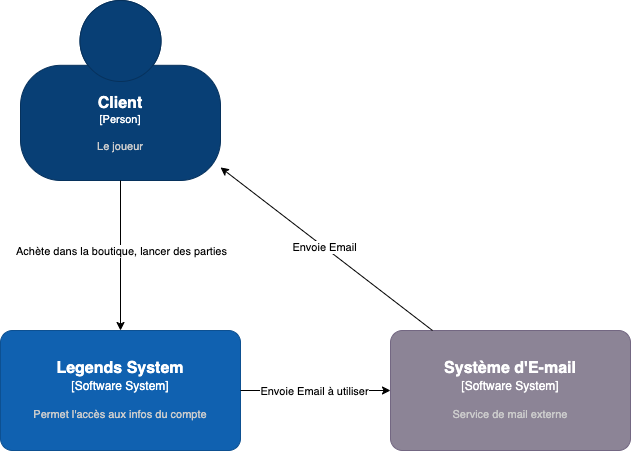 Client
[Person]
Le joueur
Achète dans la boutique, lancer des parties
Envoie Email
Legends System
[Software System]
Permet l'accès aux infos du compte
Envoie Email à utiliser
Système d'E-mail
[Software System]
Service de mail externe